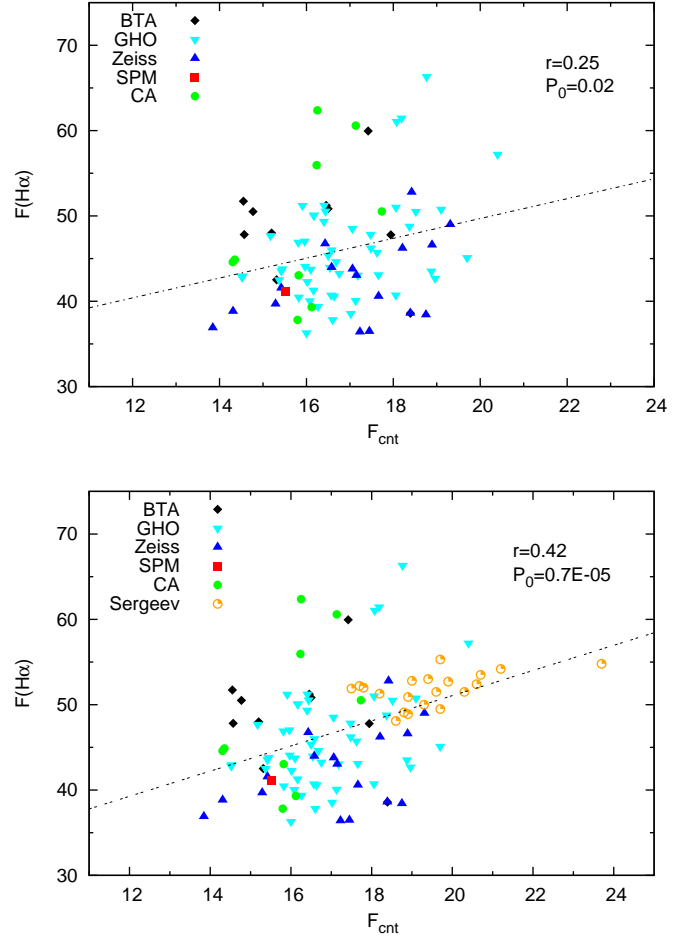 BTA
GHO
Zeiss
SPM
CA
r=0.25
P0=0.02
F(Hα)
70
60
50
40
30
12 14 16 18 20 22 24
Fcnt
BTA
GHO
Zeiss
SPM
CA
Sergeev
r=0.42
P0=0.7E-05
F(Hα)
70
60
50
40
30
12 14 16 18 20 22 24
Fcnt